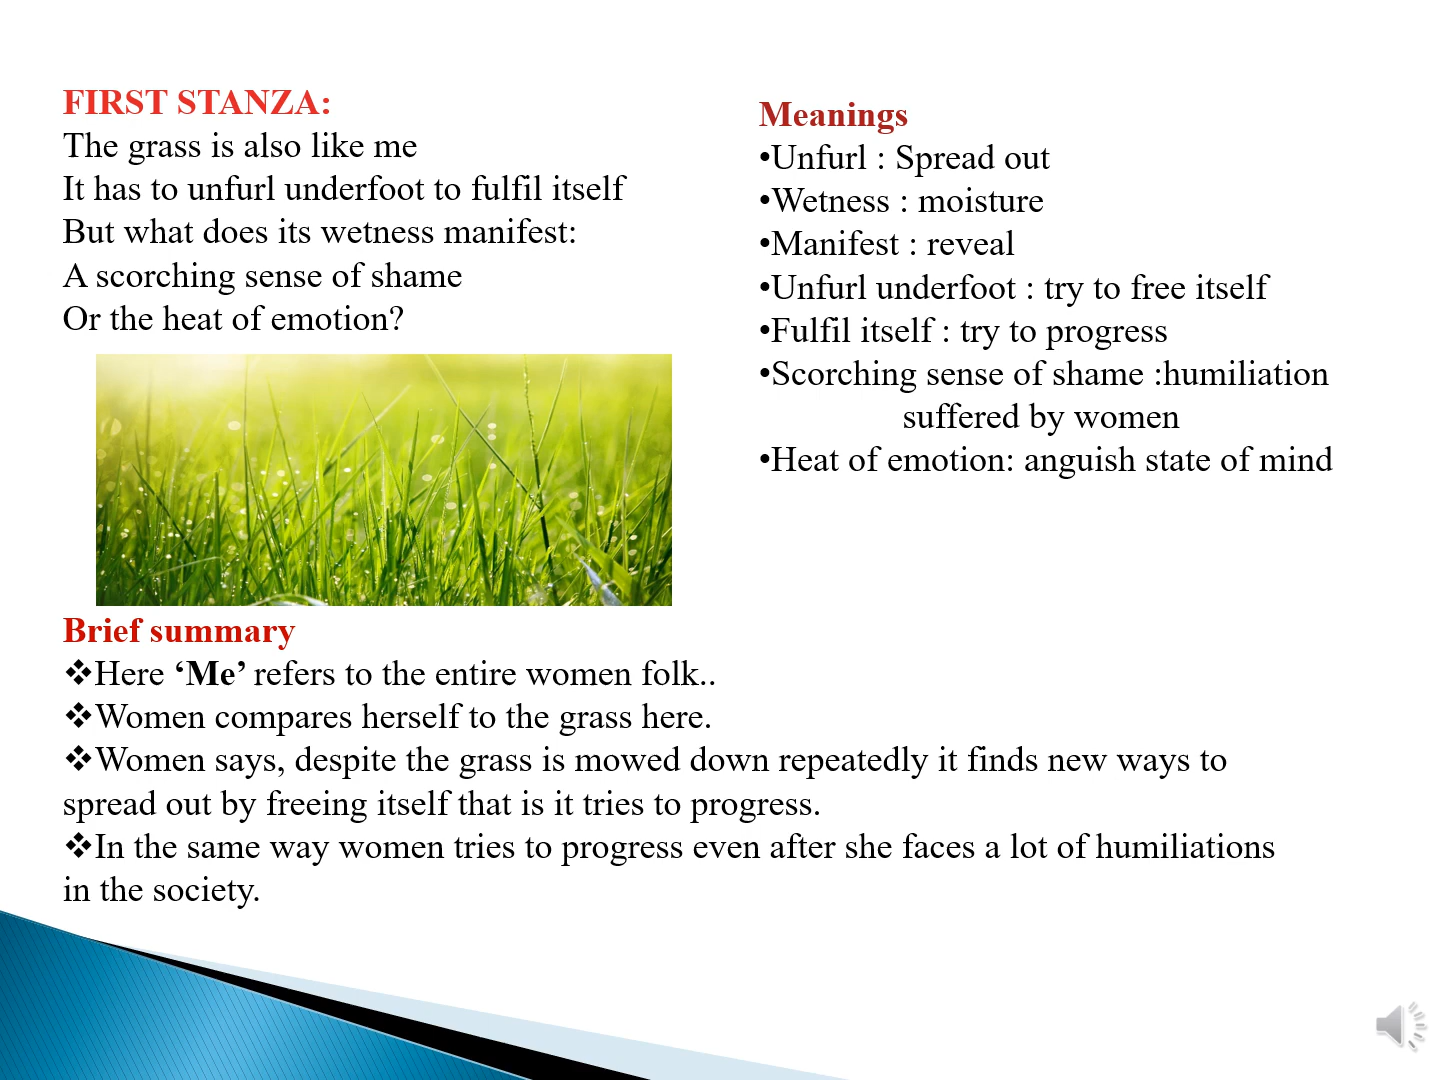 FIRST STANZA:
The grass is also like me
It has to unfurl underfoot to fulfil itself
But what does its wetness manifest:
A scorching sense of shame
Or the heat of emotion?
Meanings
•Unfurl : Spread out
•Wetness : moisture
•Manifest : reveal
•Unfurl underfoot : try to free itself
•Fulfil itself : try to progress
•Scorching sense of shame :humiliation
suffered by women
•Heat of emotion: anguish state of mind
Brief summary
❖Here ‘Me’ refers to the entire women folk..
❖Women compares herself to the grass here.
❖Women says, despite the grass is mowed down repeatedly it finds new ways to
spread out by freeing itself that is it tries to progress.
❖In the same way women tries to progress even after she faces a lot of humiliations
in the society.